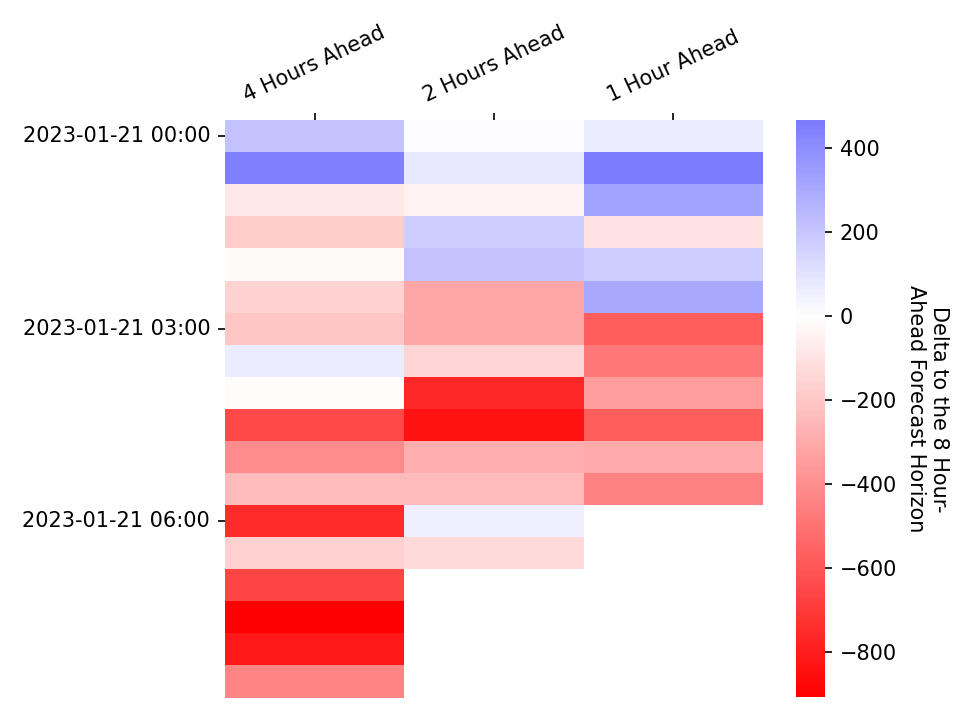 4 Hours Ahead
2 Hours Ahead
1 Hour Ahead
2023-01-21 00:00
2023-01-21 03:00
2023-01-21 06:00
400
200
0
−200
−400
−600
−800
Delta to the 8 Hour-
Ahead Forecast Horizon